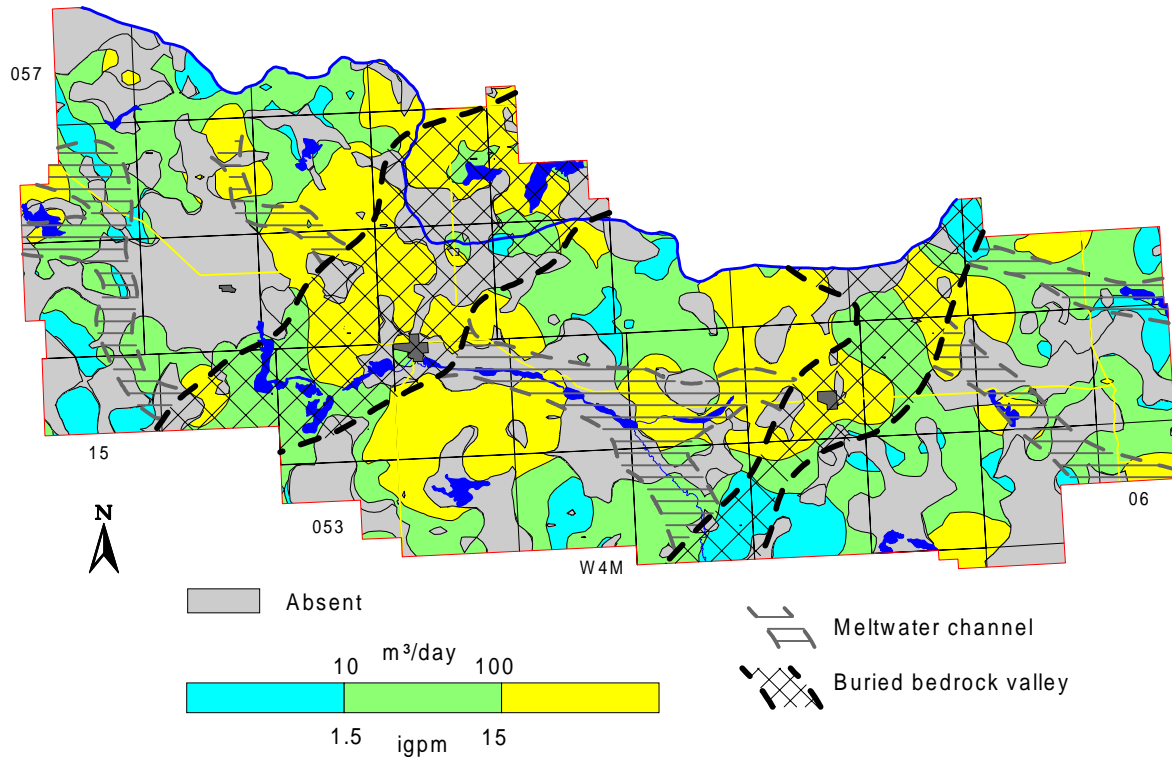 057
15
N
053
06
W4M
Absent
m³/day
10 100
1.5 15
igpm
Meltwater channel
Buried bedrock valley